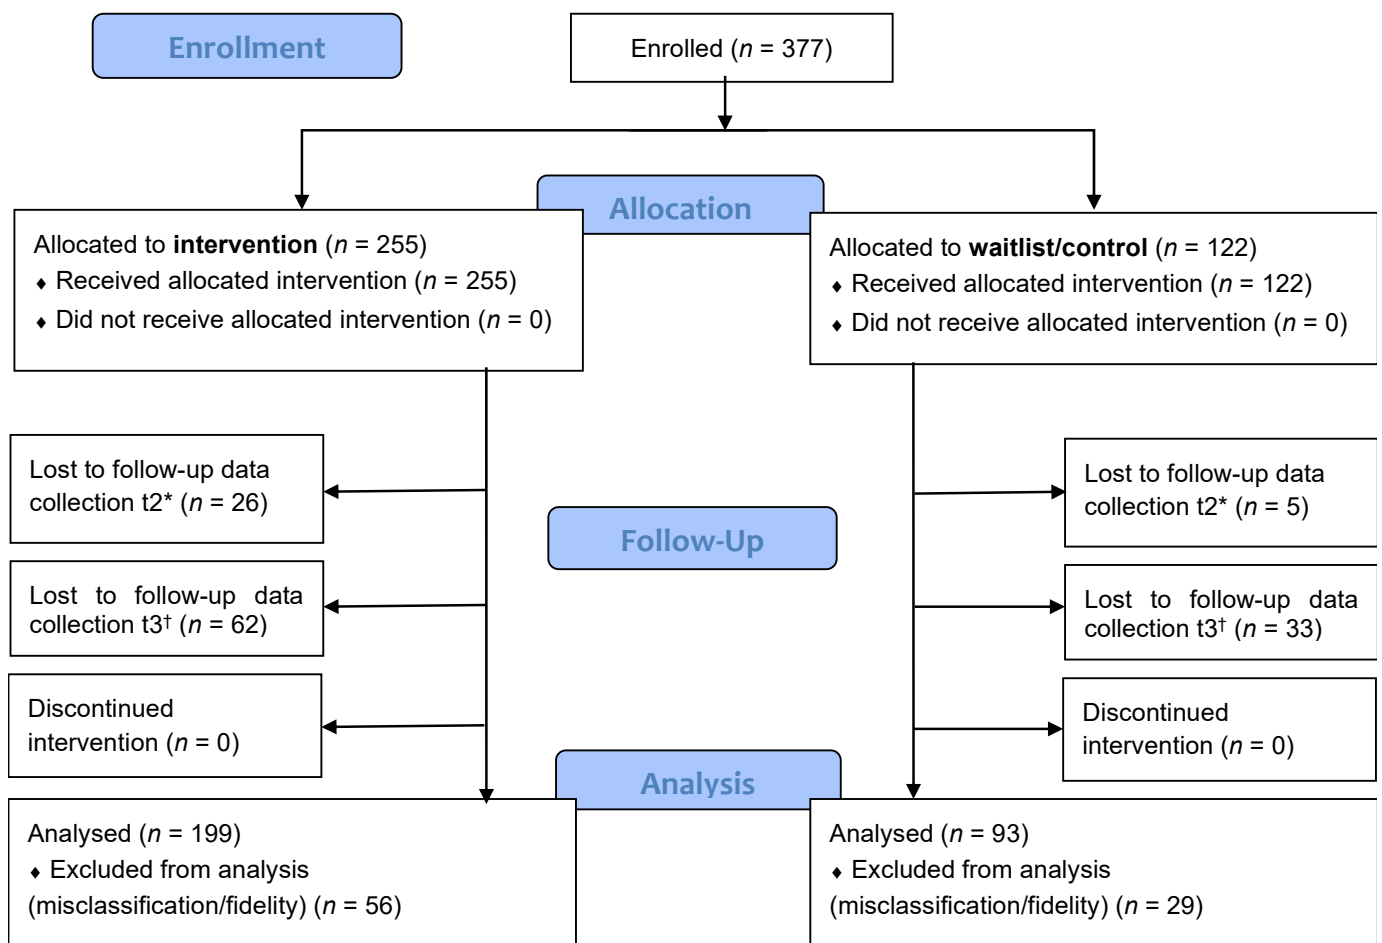 Enrollment
Enrolled (n = 377)
Allocation
Allocated to intervention (n = 255)
♦ Received allocated intervention (n = 255)
♦ Did not receive allocated intervention (n = 0)
Allocated to waitlist/control (n = 122)
♦ Received allocated intervention (n = 122)
♦ Did not receive allocated intervention (n = 0)
Lost to follow-up data
collection t2* (n = 26)
Lost to follow-up data
collection t2* (n = 5)
Follow-Up
Lost to follow-up data
collection t3† (n = 62)
Lost to follow-up data
collection t3† (n = 33)
Discontinued
intervention (n = 0)
Discontinued
intervention (n = 0)
Analysis
Analysed (n = 199)
♦ Excluded from analysis
(misclassification/fidelity) (n = 56)
Analysed (n = 93)
♦ Excluded from analysis
(misclassification/fidelity) (n = 29)